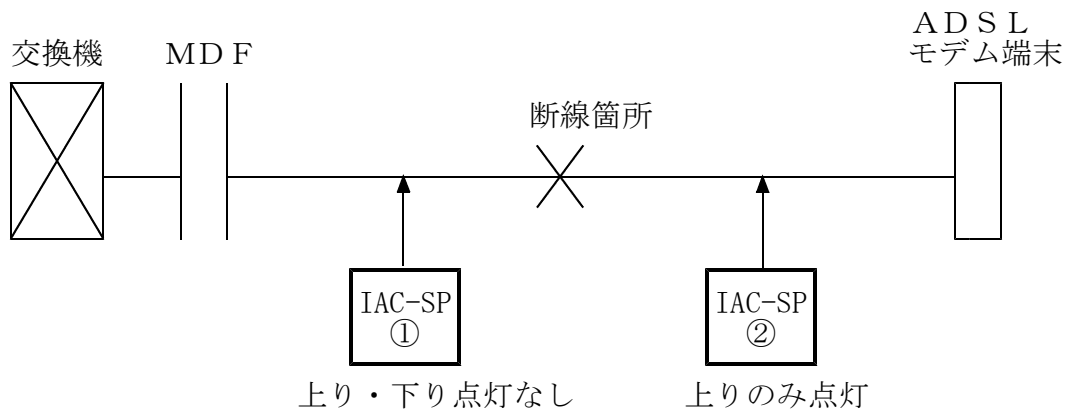 ＡＤＳＬ
モデム端末
交換機
ＭＤＦ
断線箇所
IAC-SP
①
IAC-SP
②
上り・下り点灯なし
上りのみ点灯